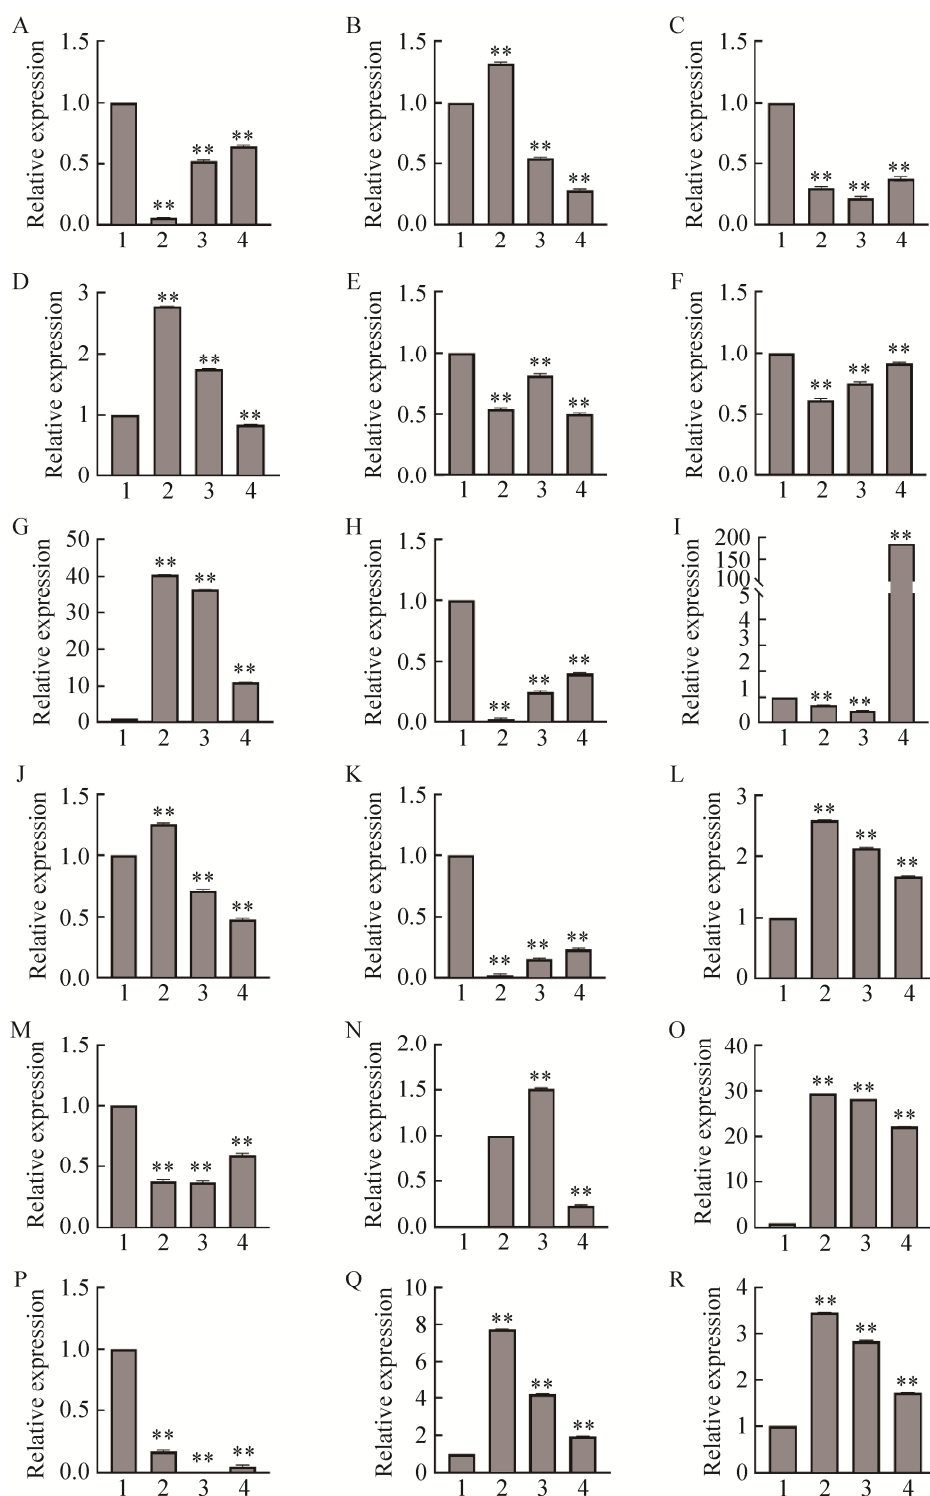 A
Relative expression
1.5
1.0
0.5
0.0
**
**
**
1 2 3 4
B
Relative expression
1.5
1.0
0.5
0.0
**
**
**
1 2 3 4
C
Relative expression
1.5
1.0
0.5
0.0
**
**
**
1 2 3 4
D
Relative expression
3
2
1
0
**
**
**
1 2 3 4
E
Relative expression
1.5
1.0
0.5
0.0
**
**
**
1 2 3 4
F
Relative expression
1.5
1.0
0.5
0.0
**
**
**
1 2 3 4
G
Relative expression
50
40
30
20
10
0
**
**
**
1 2 3 4
H
Relative expression
1.5
1.0
0.5
0.0
**
**
**
1 2 3 4
I
Relative expression
200
150
100
5
4
3
2
1
0
**
**
**
1 2 3 4
J
Relative expression
1.5
1.0
0.5
0.0
**
**
**
1 2 3 4
K
Relative expression
1.5
1.0
0.5
0.0
**
**
**
1 2 3 4
L
Relative expression
3
2
1
0
**
**
**
1 2 3 4
M
Relative expression
1.5
1.0
0.5
0.0
**
**
**
1 2 3 4
N
Relative expression
2.0
1.5
1.0
0.5
0.0
**
**
1 2 3 4
O
Relative expression
40
30
20
10
0
**
**
**
1 2 3 4
P
Relative expression
1.5
1.0
0.5
0.0
**
**
**
1 2 3 4
Q
Relative expression
10
8
6
4
2
0
**
**
**
1 2 3 4
R
Relative expression
4
3
2
1
0
**
**
**
1 2 3 4